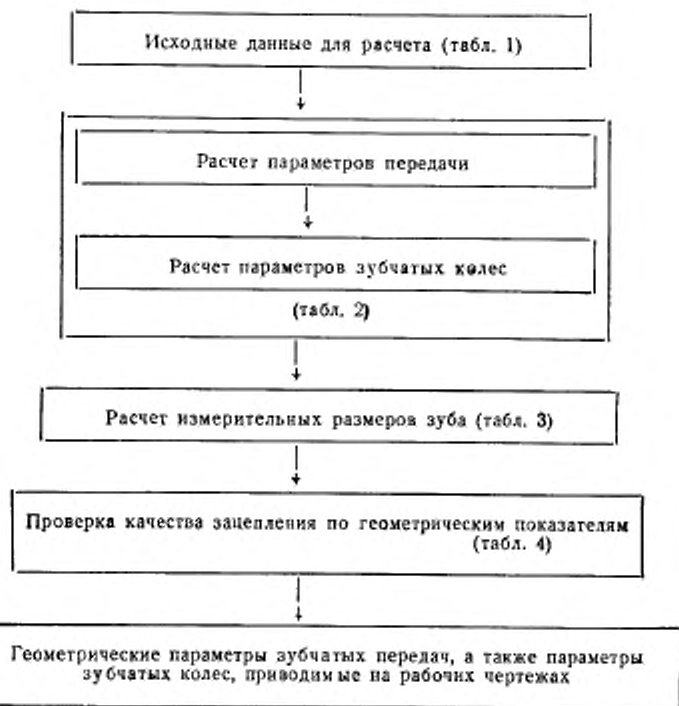 Исходные данные для расчета (табл. 1)
Расчет параметров передачи
Расчет параметров зубчатых колес
(табл. 2)
Расчет измерительных размеров зуба (табл. 3)
Проверка качества зацепления по геометрическим показателям
(табл. 4)
Геометрические параметры зубчатых передач, а также параметры
зубчатых колес, приводимые на рабочих чертежах